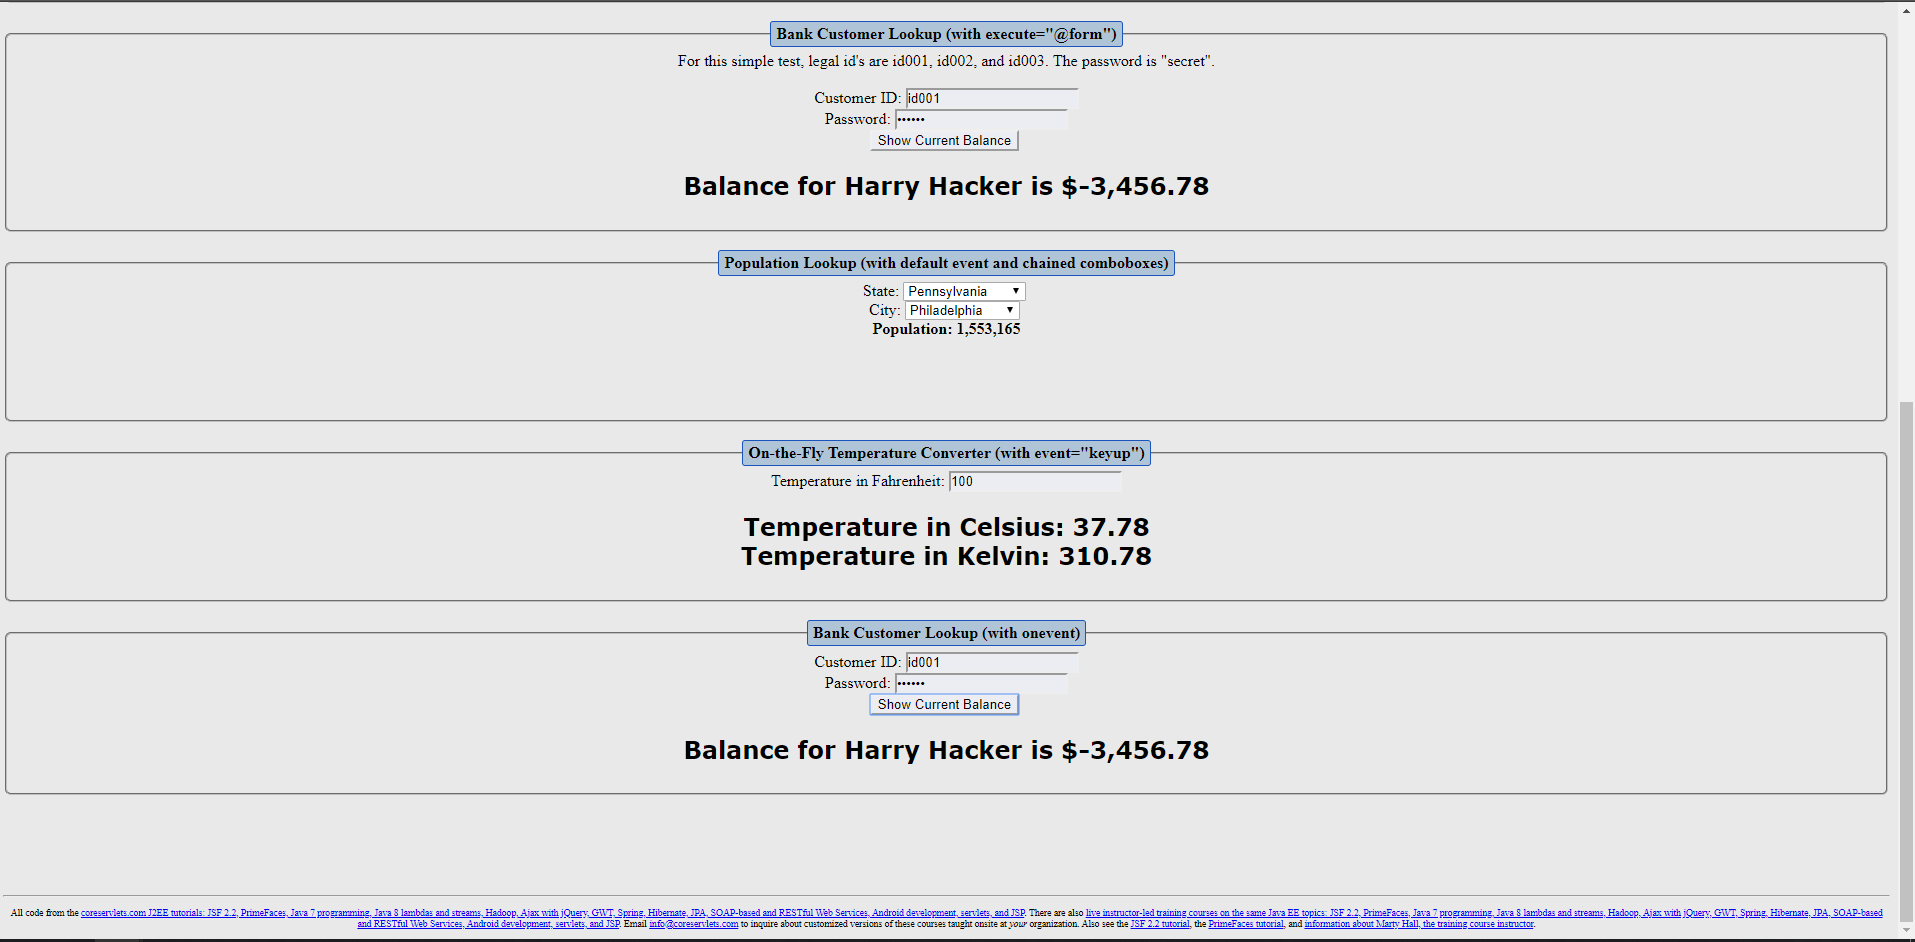 Bank Customer Lookup (with execute="@form")
For this simple test, legal id's are id001, id002, and id003. The password is "secret".
Customer ID: id001
Password: ••••••
Show Current Balance
Balance for Harry Hacker is $-3,456.78
Population Lookup (with default event and chained comboboxes)
State: Pennsylvania
City: Philadelphia
Population: 1,553,165
On-the-Fly Temperature Converter (with event="keyup")
Temperature in Fahrenheit: 100
Temperature in Celsius: 37.78
Temperature in Kelvin: 310.78
Bank Customer Lookup (with onevent)
Customer ID: id001
Password: ••••••
Show Current Balance
Balance for Harry Hacker is $-3,456.78
All code from the coreservlets.com J2EE tutorials: JSF 2.2, PrimeFaces, Java 7 programming, Java 8 lambdas and streams, Hadoop, Ajax with jQuery, GWT, Spring, Hibernate, JPA, SOAP-based and RESTful Web Services, Android development, servlets, and JSP. There are also live instructor-led training courses on the same Java EE topics: JSF 2.2, PrimeFaces, Java 7 programming, Java 8 lambdas and streams, Hadoop, Ajax with jQuery, GWT, Spring, Hibernate, JPA, SOAP-based
and RESTful Web Services, Android development, servlets, and JSP. Email info@coreservlets.com to inquire about customized versions of these courses taught onsite at your organization. Also see the JSF 2.2 tutorial, the PrimeFaces tutorial, and information about Marty Hall, the training course instructor.